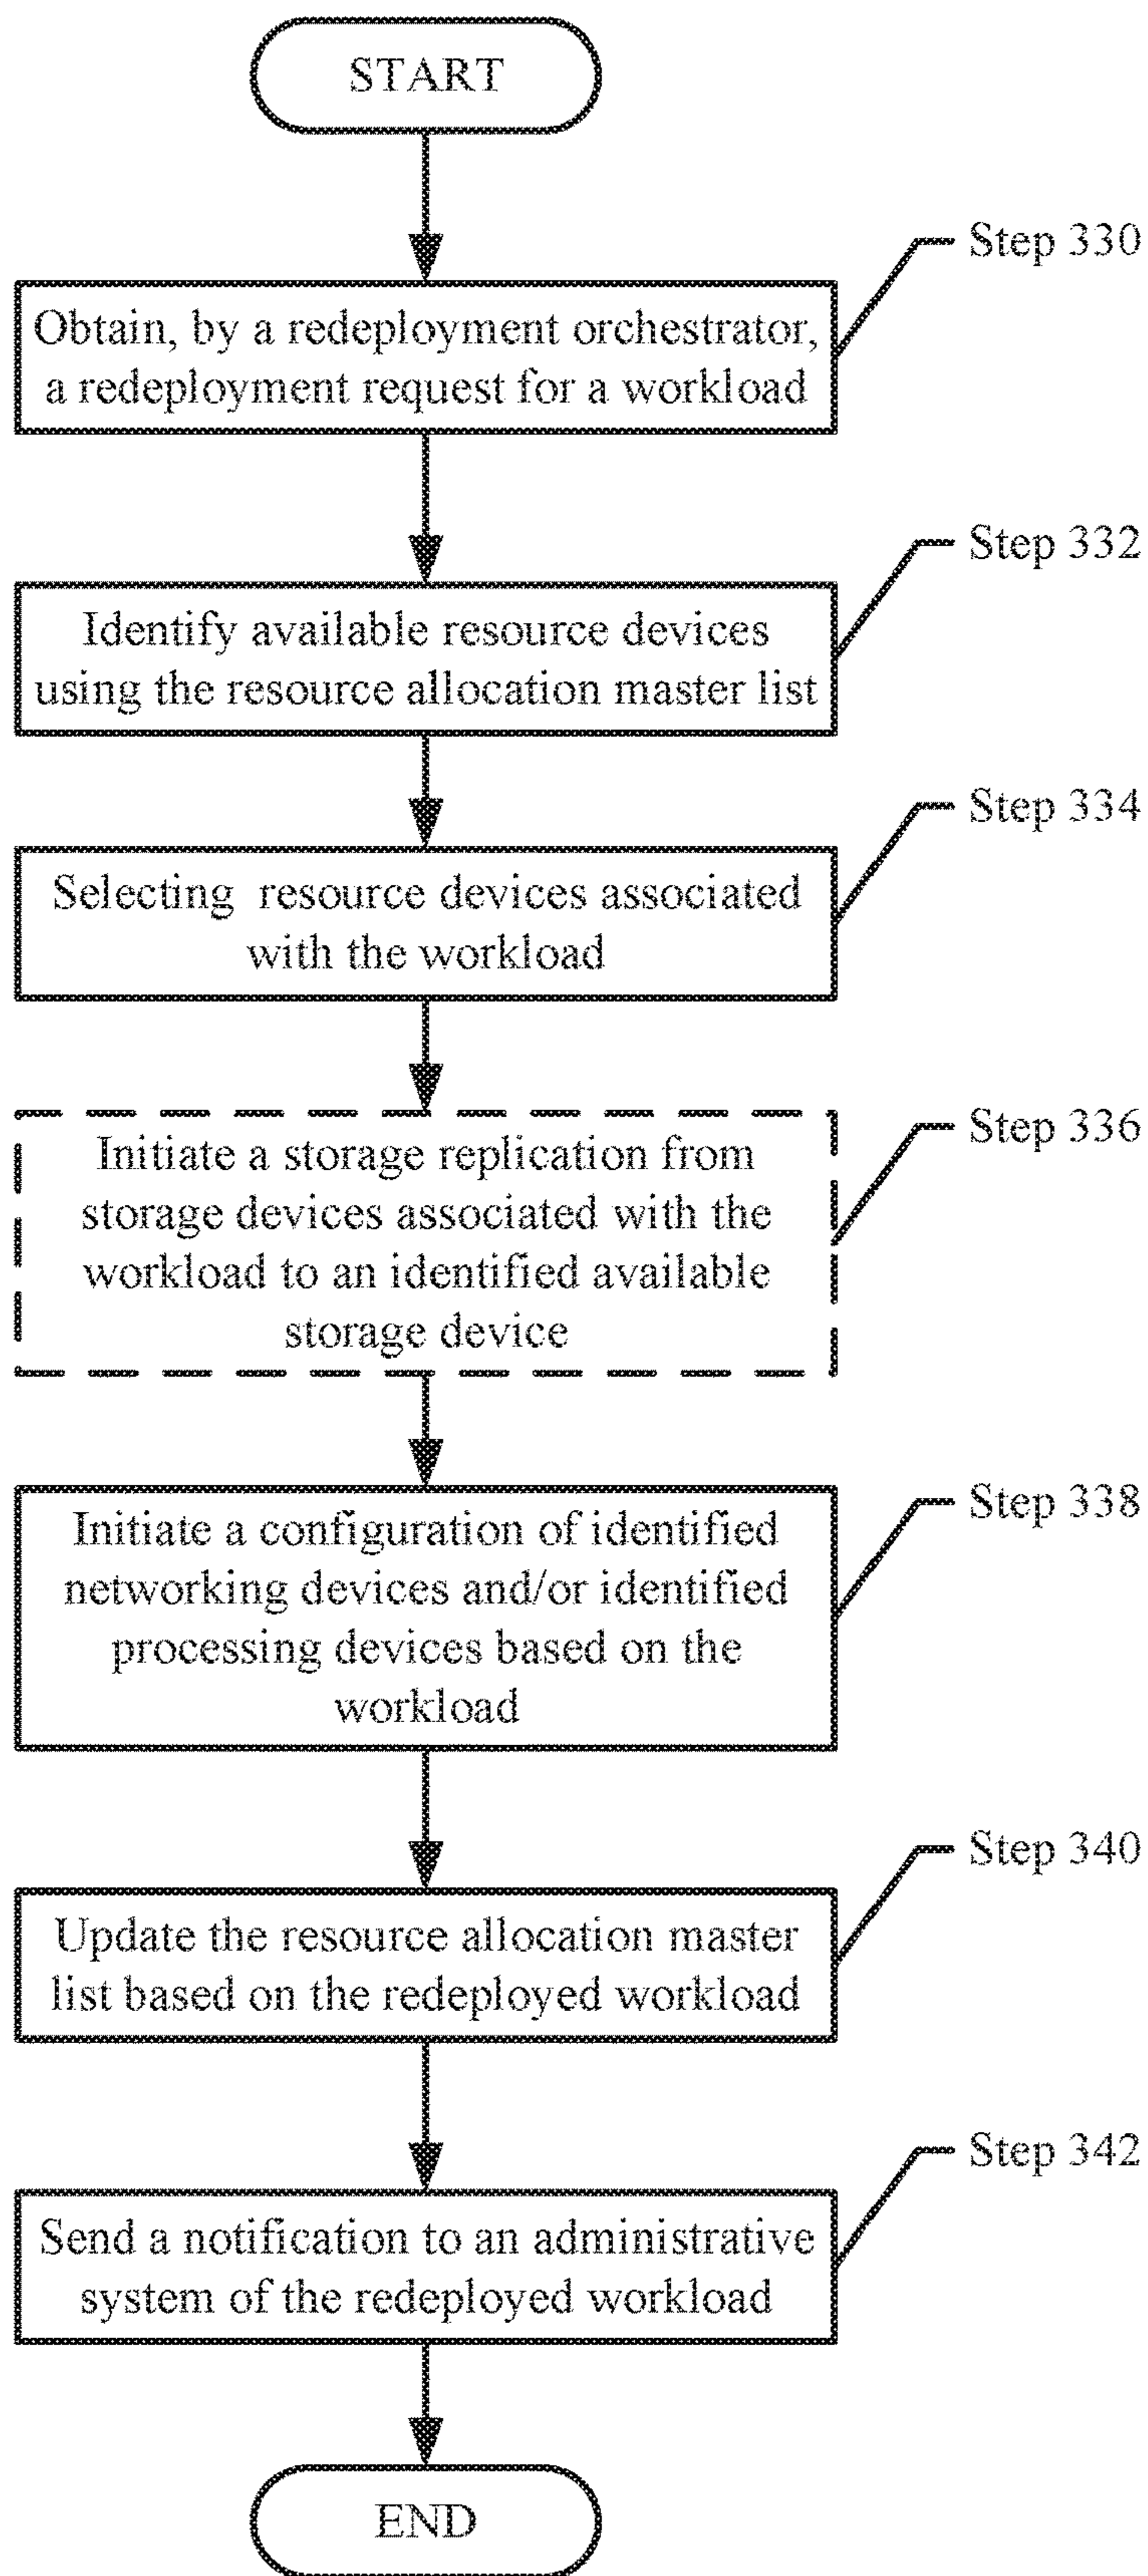 START
Step 330
Obtain, by a redeployment orchestrator,
a redeployment request for a workload
Step 332
Identify available resource devices
using the resource allocation master list
Step 334
Selecting resource devices associated
with the workload
Step 336
Initiate a storage replication from
storage devices associated with the
workload to an identified available
storage device
Step 338
Initiate a configuration of identified
networking devices and/or identified
processing devices based on the
workload
Step 340
Update the resource allocation master
list based on the redeployed workload
Step 342
Send a notification to an administrative
system of the redeployed workload
END